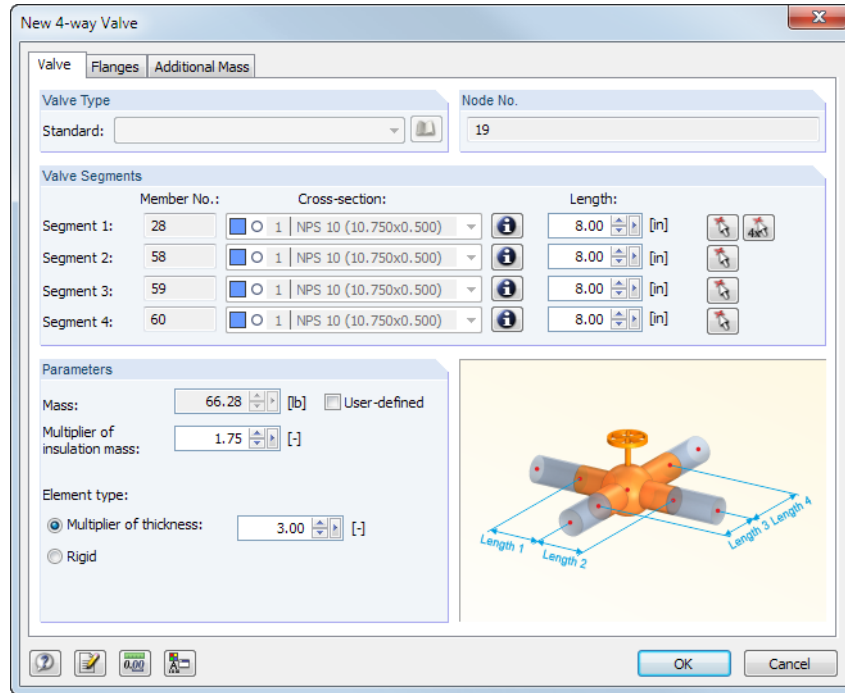 New 4-way Valve
Valve Flanges Additional Mass
Valve Type
Standard:
Node No.
19
Valve Segments
Member No.: Cross-section: Length:
Segment 1: 28 1 NPS 10 (10.750x0.500) 8.00 [in] 4x
Segment 2: 58 1 NPS 10 (10.750x0.500) 8.00 [in]
Segment 3: 59 1 NPS 10 (10.750x0.500) 8.00 [in]
Segment 4: 60 1 NPS 10 (10.750x0.500) 8.00 [in]
Parameters
Mass: 66.28 [lb] User-defined
Multiplier of
insulation mass: 1.75 [-]
Element type:
Multiplier of thickness: 3.00 [-]
Rigid
Length 1 Length 2 Length 3 Length 4
0.00
OK Cancel